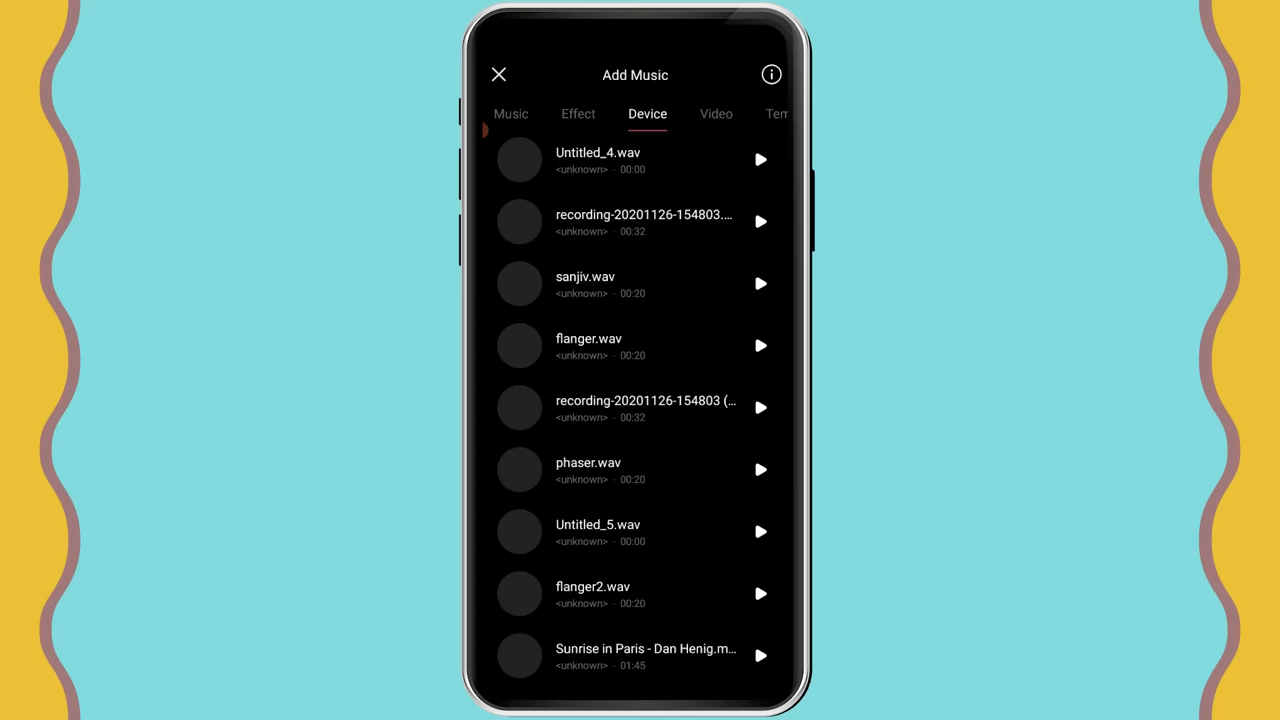 Add Music
Music Effect Device Video Tem
Untitled_4.wav
<unknown> · 00:00
recording-20201126-154803....
<unknown> · 00:32
sanjiv.wav
<unknown> · 00:20
flanger.wav
<unknown> · 00:20
recording-20201126-154803 (...
<unknown> · 00:32
phaser.wav
<unknown> · 00:20
Untitled_5.wav
<unknown> · 00:00
flanger2.wav
<unknown> · 00:20
Sunrise in Paris - Dan Henig.m...
<unknown> · 01:45